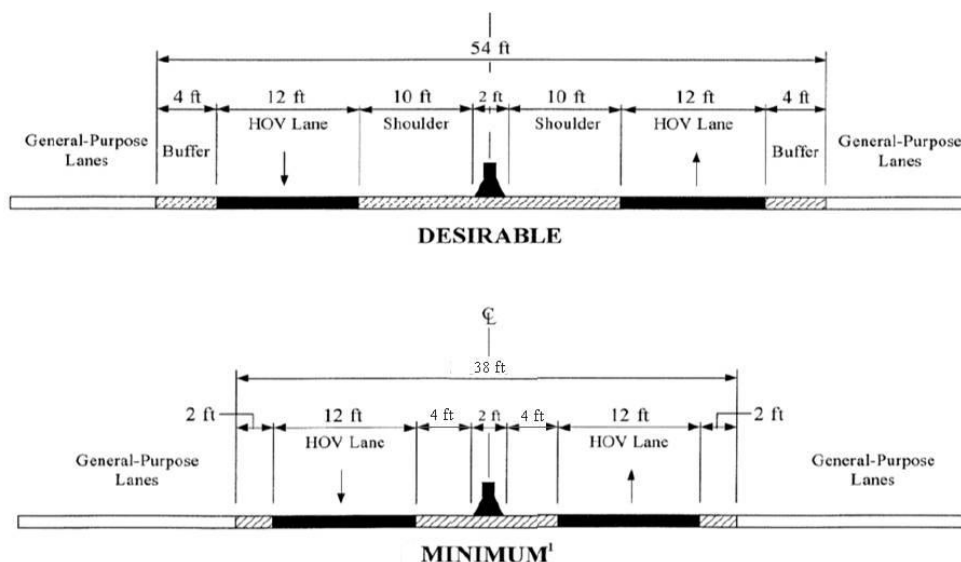 54 ft
4 ft 12 ft 10 ft 2 ft 10 ft 12 ft 4 ft
HOV Lane Shoulder Shoulder HOV Lane
General-Purpose Lanes Buffer Buffer General-Purpose Lanes
DESIRABLE
℄
38 ft
2 ft 12 ft 4 ft 2 ft 4 ft 12 ft 2 ft
HOV Lane HOV Lane
General-Purpose General-Purpose
Lanes Lanes
MINIMUM¹